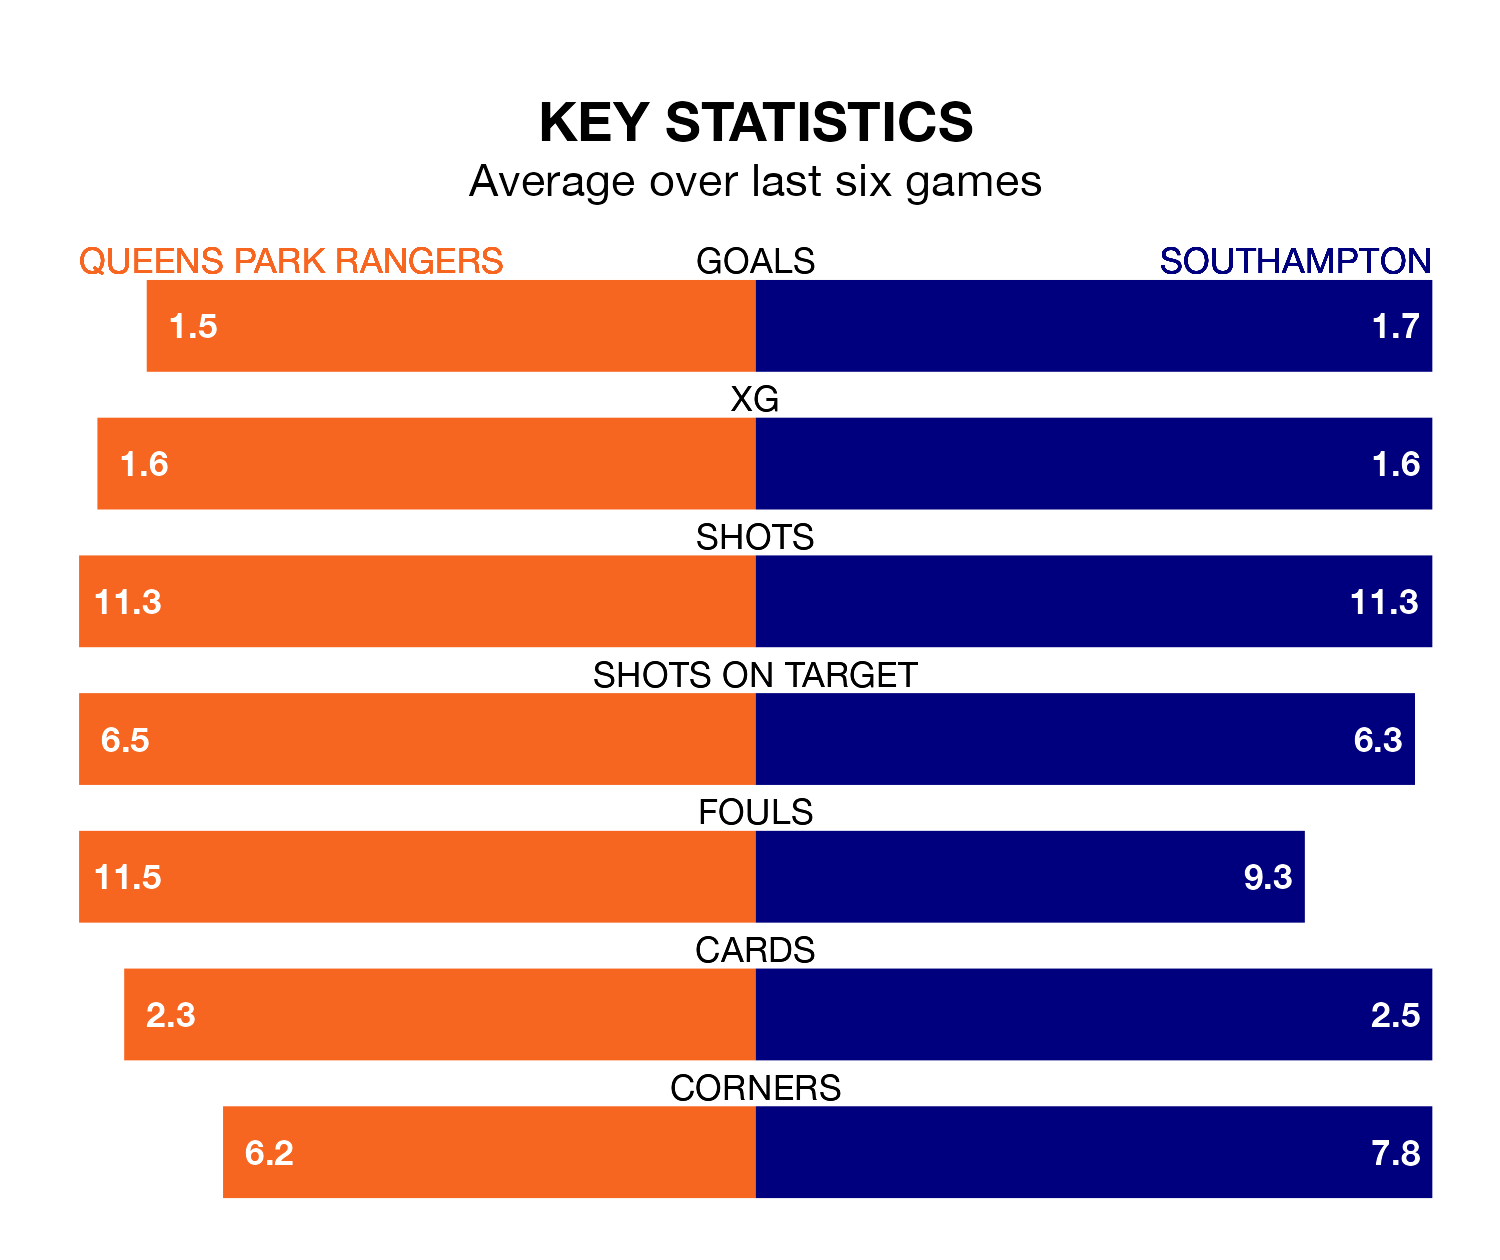 KEY STATISTICS
Average over last six games
QUEENS PARK RANGERS GOALS SOUTHAMPTON
1.5 1.7
XG
1.6 1.6
SHOTS
11.3 11.3
SHOTS ON TARGET
6.5 6.3
FOULS
11.5 9.3
CARDS
2.3 2.5
CORNERS
6.2 7.8